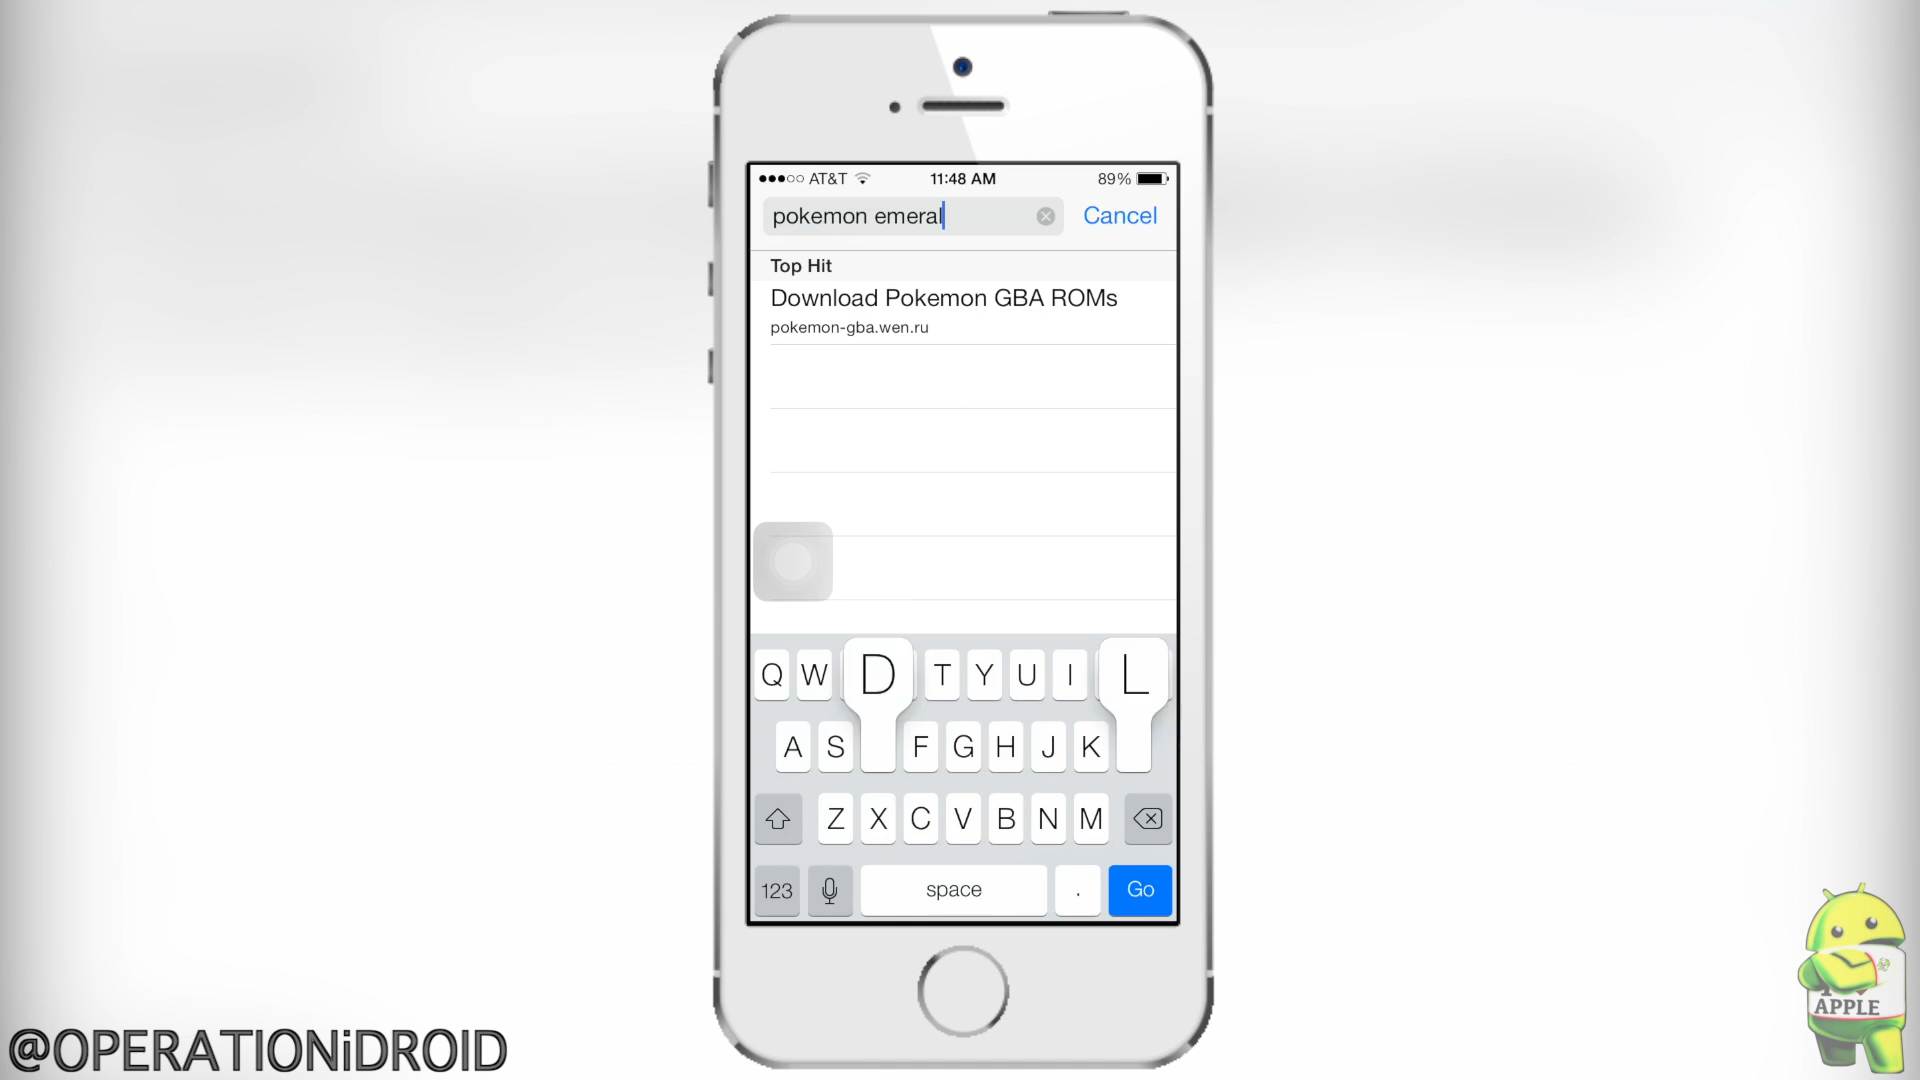 AT&T 11:48 AM 89%
pokemon emeral Cancel
Top Hit
Download Pokemon GBA ROMs
pokemon-gba.wen.ru
Q W D T Y U I L
A S F G H J K
Z X C V B N M
123 space . Go
@OPERATIONiDROID
APPLE